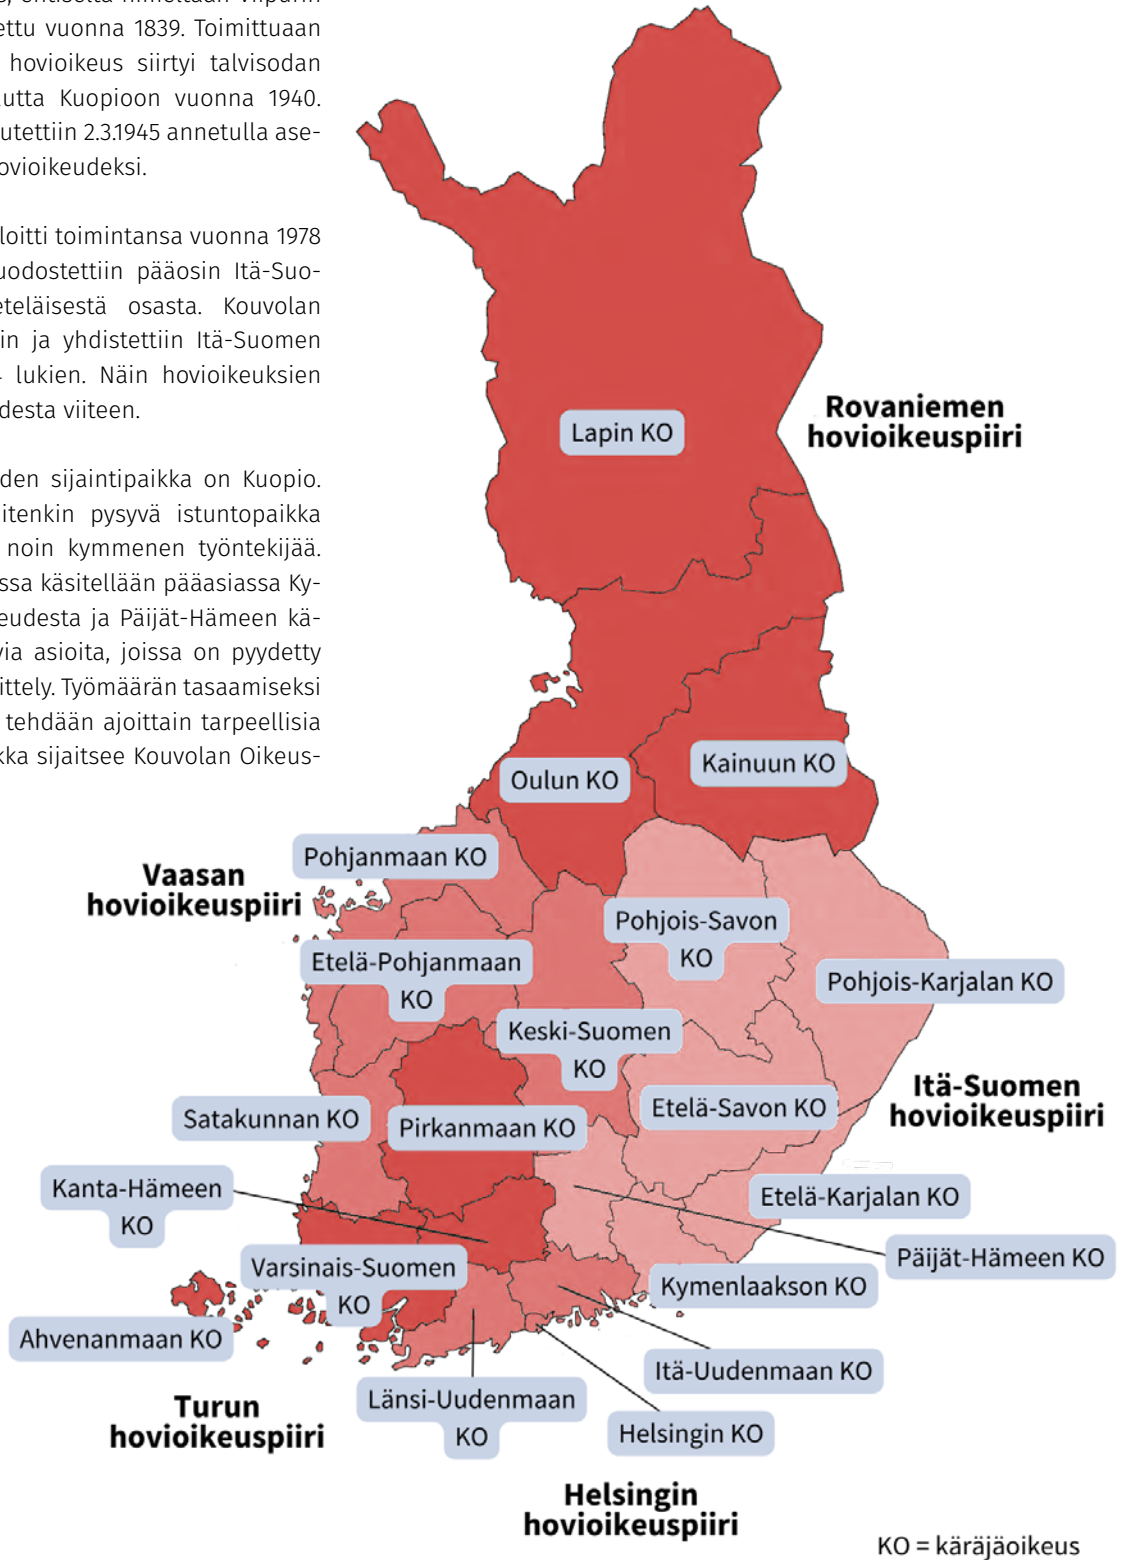 ettu vuonna 1839. Toimittuaan
hovioikeus siirtyi talvisodan
utta Kuopioon vuonna 1940.
utettiin 2.3.1945 annetulla ase-
ovioikeudeksi.
loitti toimintansa vuonna 1978
uodostettiin pääosin Itä-Suo-
eteläisestä osasta. Kouvolan
in ja yhdistettiin Itä-Suomen
lukien. Näin hovioikeuksien
desta viiteen.
den sijaintipaikka on Kuopio.
itenkin pysyvä istuntopaikka
noin kymmenen työntekijää.
ssa käsitellään pääasiassa Ky-
eudesta ja Päijät-Hämeen kä-
via asioita, joissa on pyydetty
ittely. Työmäärän tasaamiseksi
tehdään ajoittain tarpeellisia
kka sijaitsee Kouvolan Oikeus-
Rovaniemen
hovioikeuspiiri
Lapin KO
Kainuun KO
Oulun KO
Pohjanmaan KO
Vaasan
hovioikeuspiiri
Pohjois-Savon
KO
Etelä-Pohjanmaan
KO
Pohjois-Karjalan KO
Keski-Suomen
KO
Itä-Suomen
hovioikeuspiiri
Etelä-Savon KO
Satakunnan KO
Pirkanmaan KO
Kanta-Hämeen
KO
Etelä-Karjalan KO
Päijät-Hämeen KO
Varsinais-Suomen
KO
Kymenlaakson KO
Ahvenanmaan KO
Itä-Uudenmaan KO
Länsi-Uudenmaan
KO
Turun
hovioikeuspiiri
Helsingin KO
Helsingin
hovioikeuspiiri
KO = käräjäoikeus